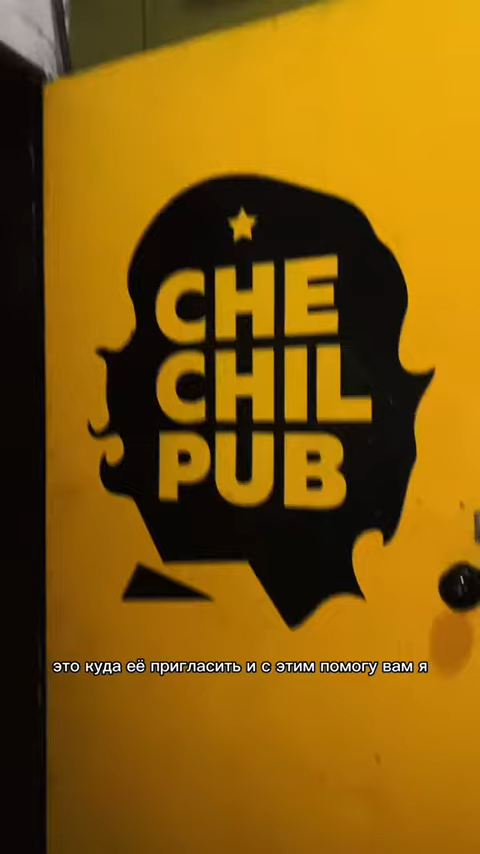 CHE
CHIL
PUB
это куда её пригласить и с этим помогу вам я